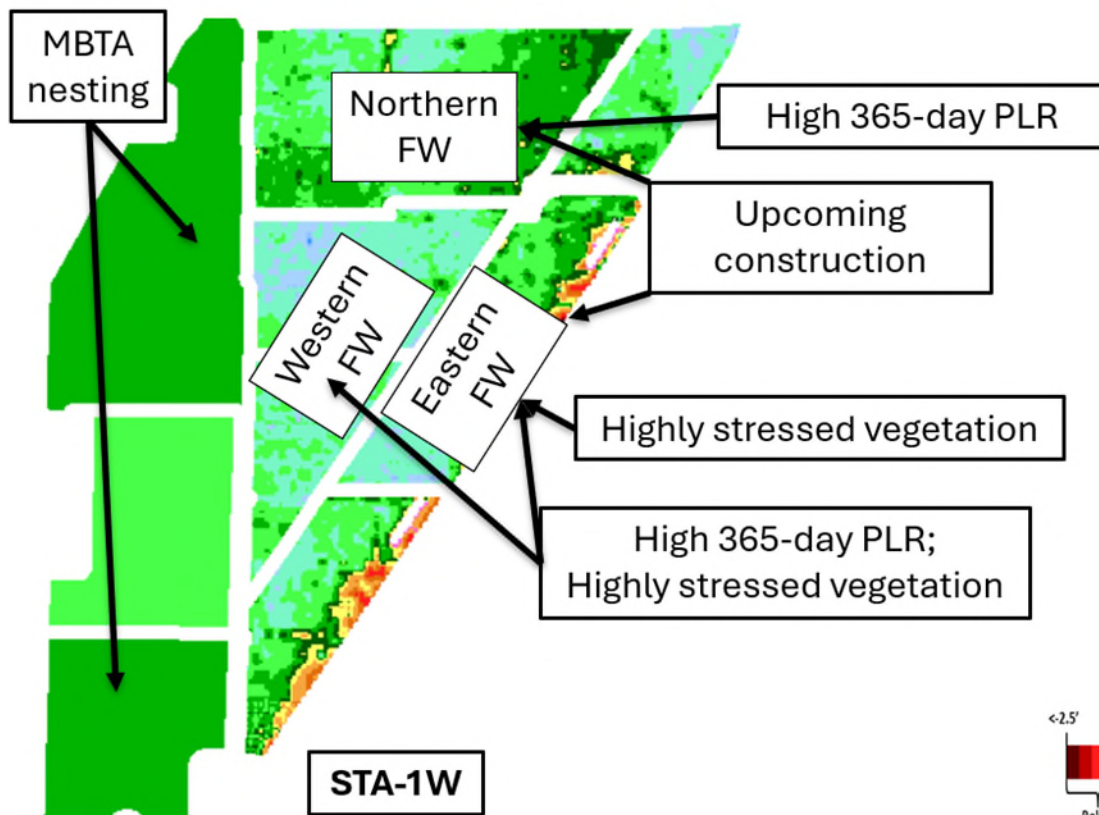 MBTA
nesting
Northern
FW
High 365-day PLR
Upcoming
construction
Western
FW
Eastern
FW
Highly stressed vegetation
High 365-day PLR;
Highly stressed vegetation
STA-1W
<-2.5'